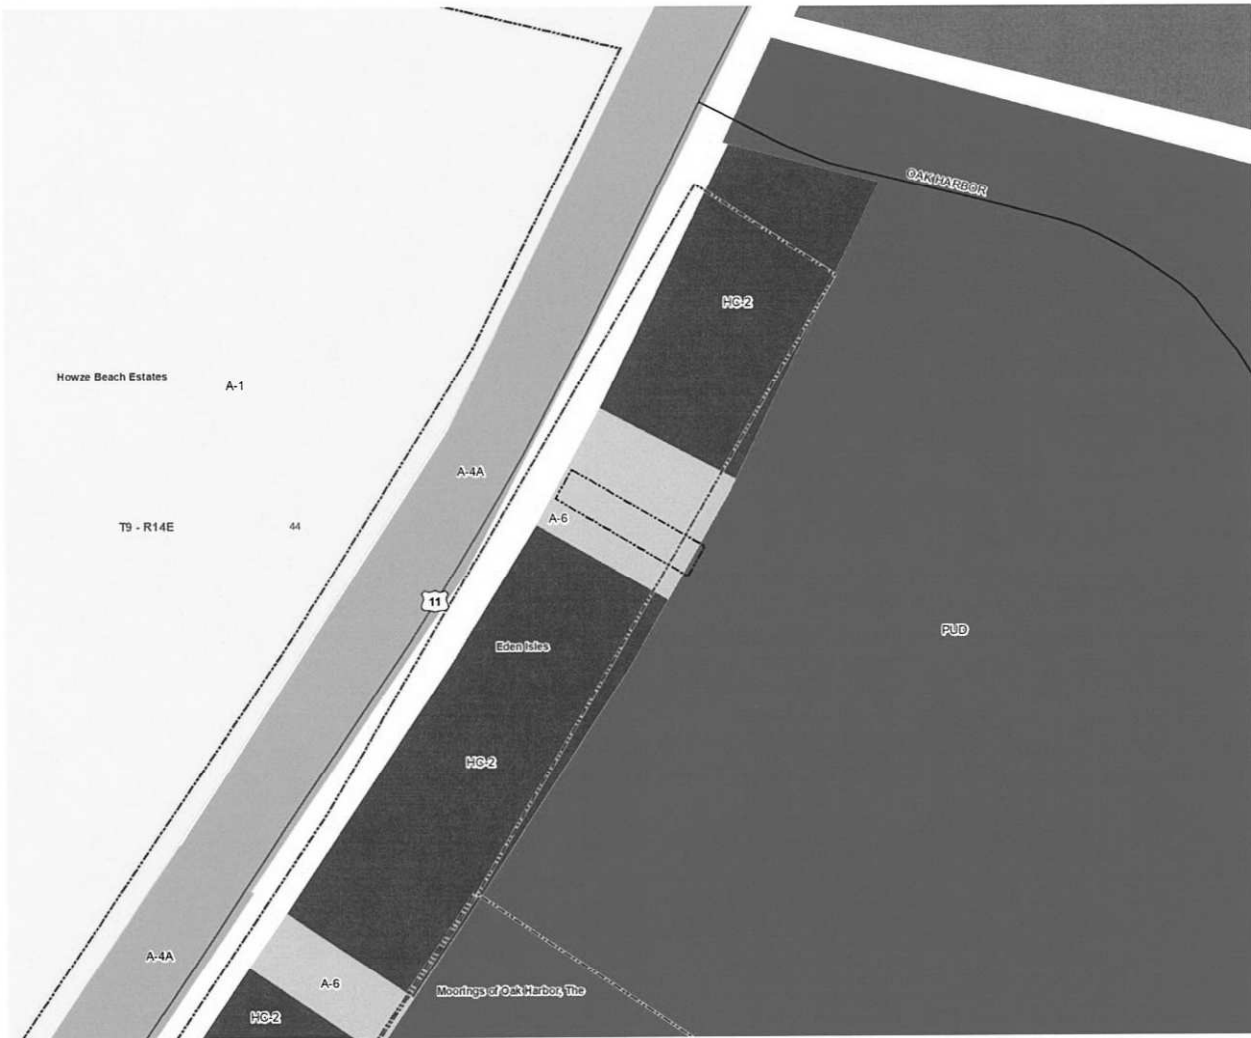 OAK HARBOR
HC-2
Howze Beach Estates
A-1
A-4A
A-6
T9 - R14E
44
11
PUD
Eden Isles
HC-2
A-4A
A-6
Moorings of Oak Harbor, The
HC-2